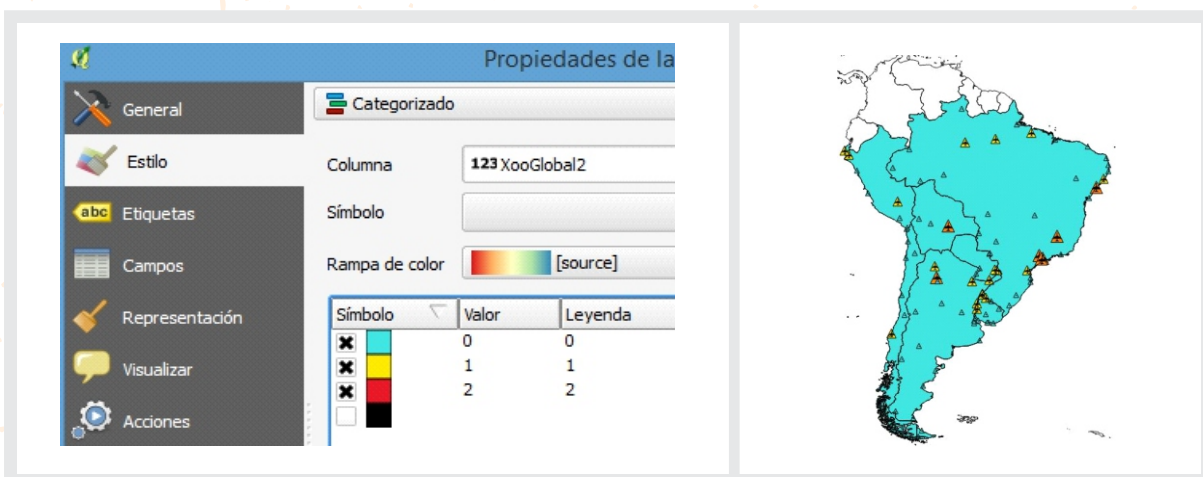 Propiedades de la
General
Categorizado
Estilo
Columna
123 XooGlobal2
abc Etiquetas
Símbolo
Campos
Rampa de color
[source]
Representación
Símbolo Valor Leyenda
0 0
Visualizar
1 1
2 2
Acciones